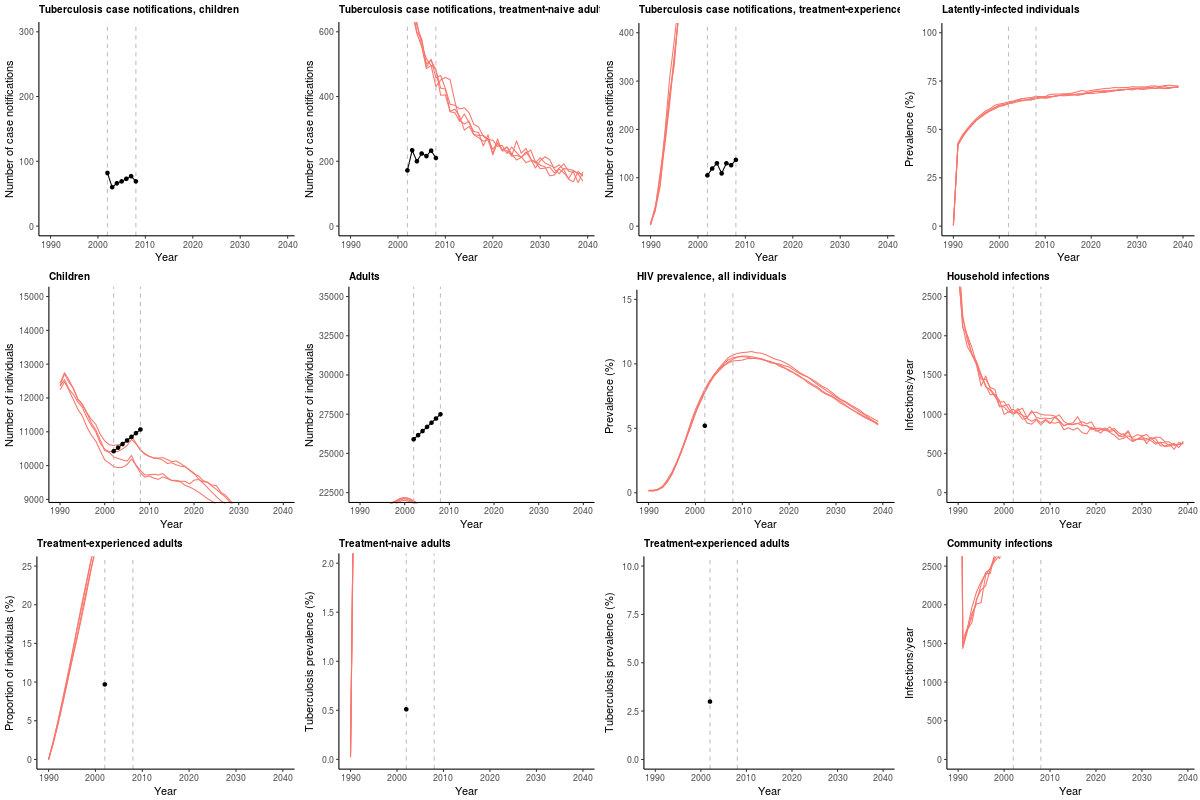 Tuberculosis case notifications, children
Number of case notifications
300
200
100
0
1990 2000 2010 2020 2030 2040
Year
Tuberculosis case notifications, treatment-naive adul
Number of case notifications
600
400
200
0
1990 2000 2010 2020 2030 2040
Year
Tuberculosis case notifications, treatment-experience
Number of case notifications
400
300
200
100
0
1990 2000 2010 2020 2030 2040
Year
Latently-infected individuals
Prevalence (%)
100
75
50
25
0
1990 2000 2010 2020 2030 2040
Year
Children
Number of individuals
15000
14000
13000
12000
11000
10000
9000
1990 2000 2010 2020 2030 2040
Year
Adults
Number of individuals
35000
32500
30000
27500
25000
22500
1990 2000 2010 2020 2030 2040
Year
HIV prevalence, all individuals
Prevalence (%)
15
10
5
0
1990 2000 2010 2020 2030 2040
Year
Household infections
Infections/year
2500
2000
1500
1000
500
0
1990 2000 2010 2020 2030 2040
Year
Treatment-experienced adults
Proportion of individuals (%)
25
20
15
10
5
0
1990 2000 2010 2020 2030 2040
Year
Treatment-naive adults
Tuberculosis prevalence (%)
2.0
1.5
1.0
0.5
0.0
1990 2000 2010 2020 2030 2040
Year
Treatment-experienced adults
Tuberculosis prevalence (%)
10.0
7.5
5.0
2.5
0.0
1990 2000 2010 2020 2030 2040
Year
Community infections
Infections/year
2500
2000
1500
1000
500
0
1990 2000 2010 2020 2030 2040
Year